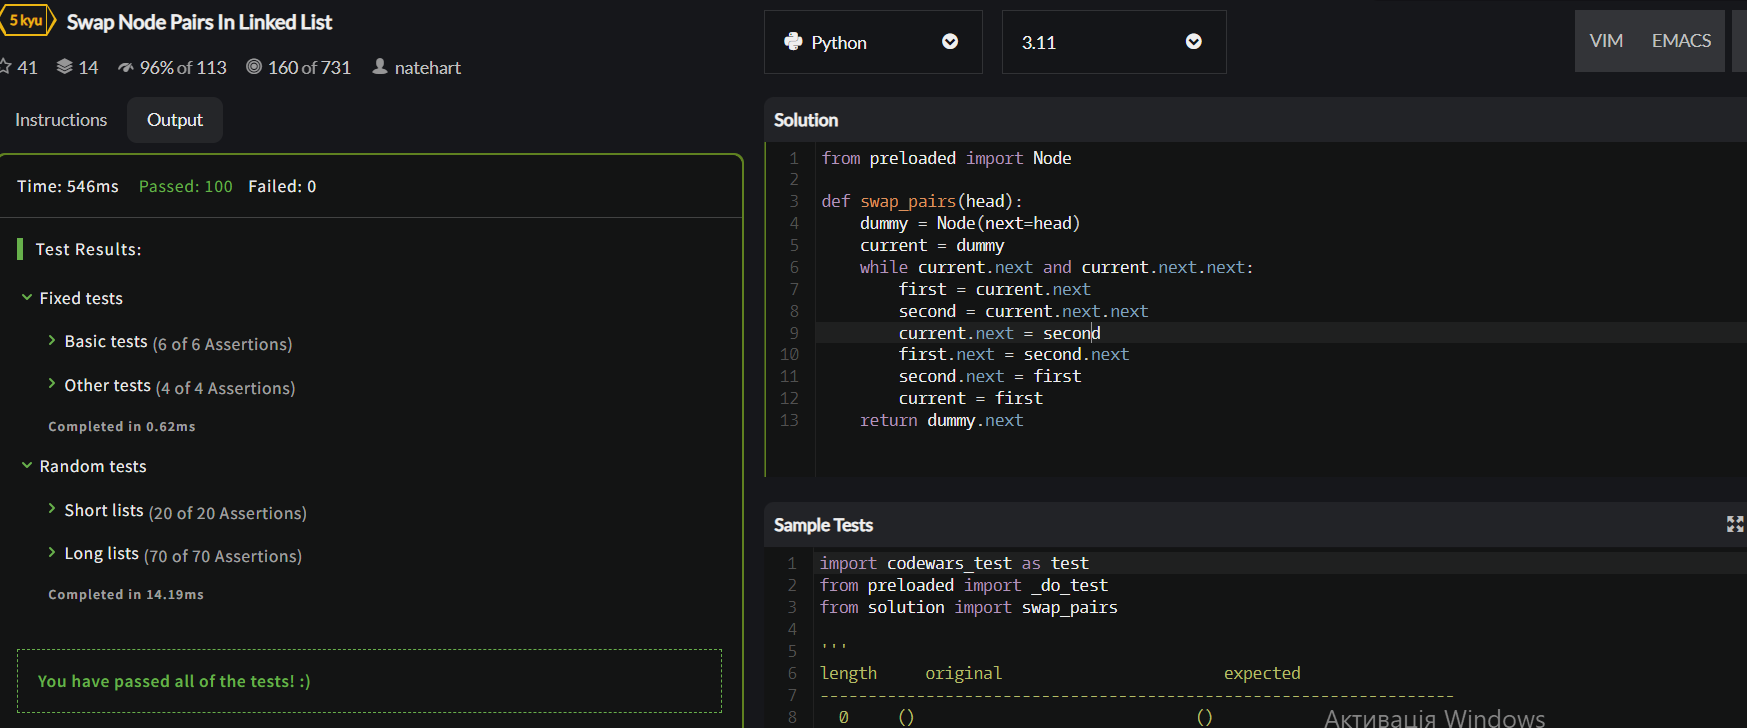 5 kyu Swap Node Pairs In Linked List
41 14 96% of 113 160 of 731 natehart
Instructions Output
Time: 546ms Passed: 100 Failed: 0
Test Results:
Fixed tests
Basic tests (6 of 6 Assertions)
Other tests (4 of 4 Assertions)
Completed in 0.62ms
Random tests
Short lists (20 of 20 Assertions)
Long lists (70 of 70 Assertions)
Completed in 14.19ms
You have passed all of the tests! :)
Python 3.11 VIM EMACS
Solution
1 from preloaded import Node
2
3 def swap_pairs(head):
4 dummy = Node(next=head)
5 current = dummy
6 while current.next and current.next.next:
7 first = current.next
8 second = current.next.next
9 current.next = second
10 first.next = second.next
11 second.next = first
12 current = first
13 return dummy.next
Sample Tests
1 import codewars_test as test
2 from preloaded import _do_test
3 from solution import swap_pairs
4
5 '''
6 length original expected
7 ------------------------------------------------------------------
8 0 () ()
Активація Windows